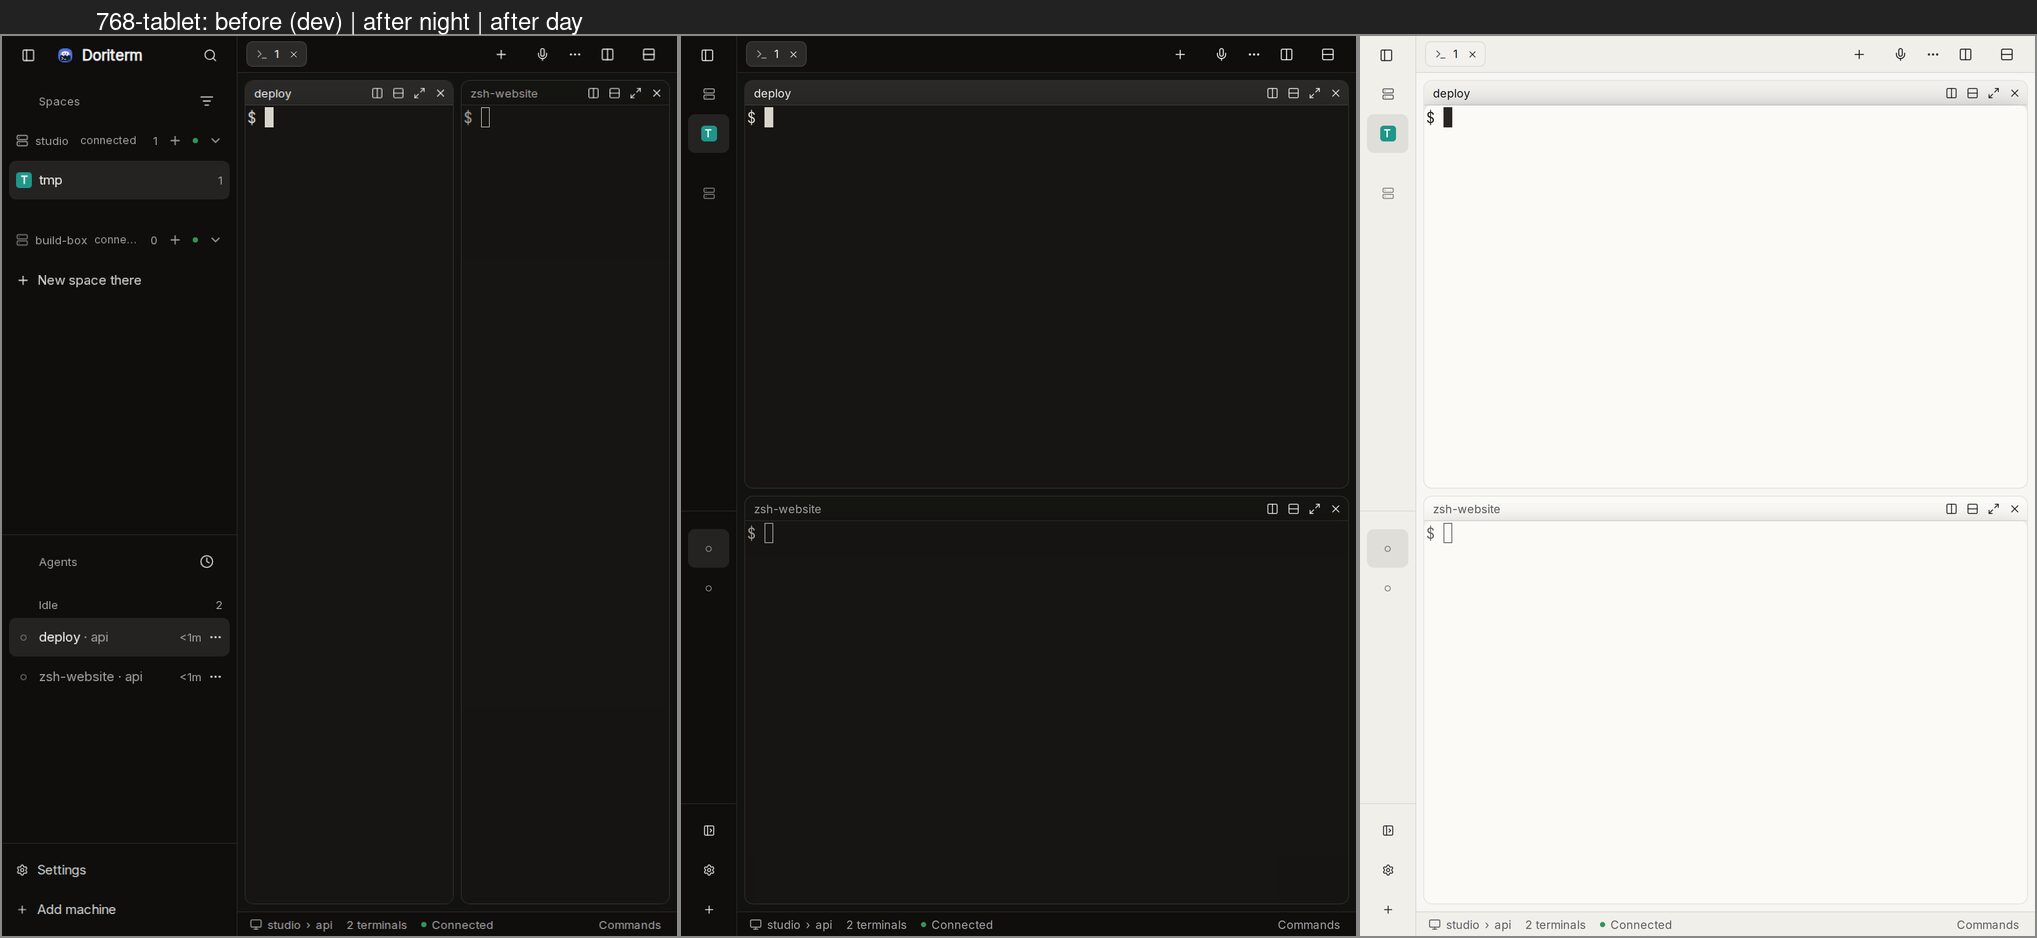 768-tablet: before (dev) | after night | after day
Doriterm
Spaces
studio connected 1
T tmp 1
build-box conne... 0
New space there
Agents
Idle 2
deploy · api <1m
zsh-website · api <1m
Settings
Add machine
>_ 1
deploy
$
zsh-website
$
studio › api 2 terminals Connected Commands
T
>_ 1
deploy
$
zsh-website
$
studio › api 2 terminals Connected Commands
T
>_ 1
deploy
$
zsh-website
$
studio › api 2 terminals Connected Commands